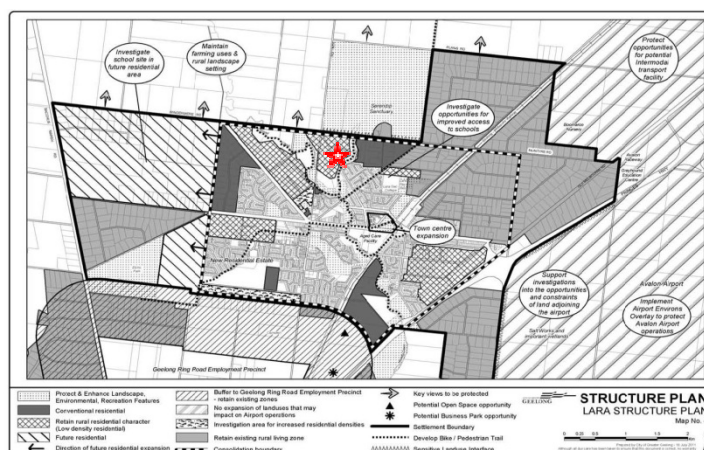 Investigate
school site in
future residential
area
Maintain
farming uses &
rural landscape
setting
Serendip
Sanctuary
Investigate
opportunities for
improved access
to schools
Protect
opportunities
for potential
intermodal
transport
facility
Aged Care
Facility
Town centre
expansion
New Residential Estate
Support
investigations
into the opportunities
and constraints
of land adjoining
the airport
Avalon Airport
Implement
Airport Environs
Overlay to protect
Avalon Airport
operations
Geelong Ring Road Employment Precinct
Protect & Enhance Landscape,
Environmental, Recreation Features
Conventional residential
Retain rural residential character
(Low density residential)
Future residential
Direction of future residential expansion
Buffer to Geelong Ring Road Employment Precinct
- retain existing zones
No expansion of landuses that may
impact on Airport operations
Investigation area for increased residential densities
Retain existing rural living zone
Consolidation boundary
Key views to be protected
Potential Open Space opportunity
Potential Business Park opportunity
Settlement Boundary
Develop Bike / Pedestrian Trail
Sensitive Landuse Interface
GEELONG
STRUCTURE PLAN
LARA STRUCTURE PLAN
Map No.